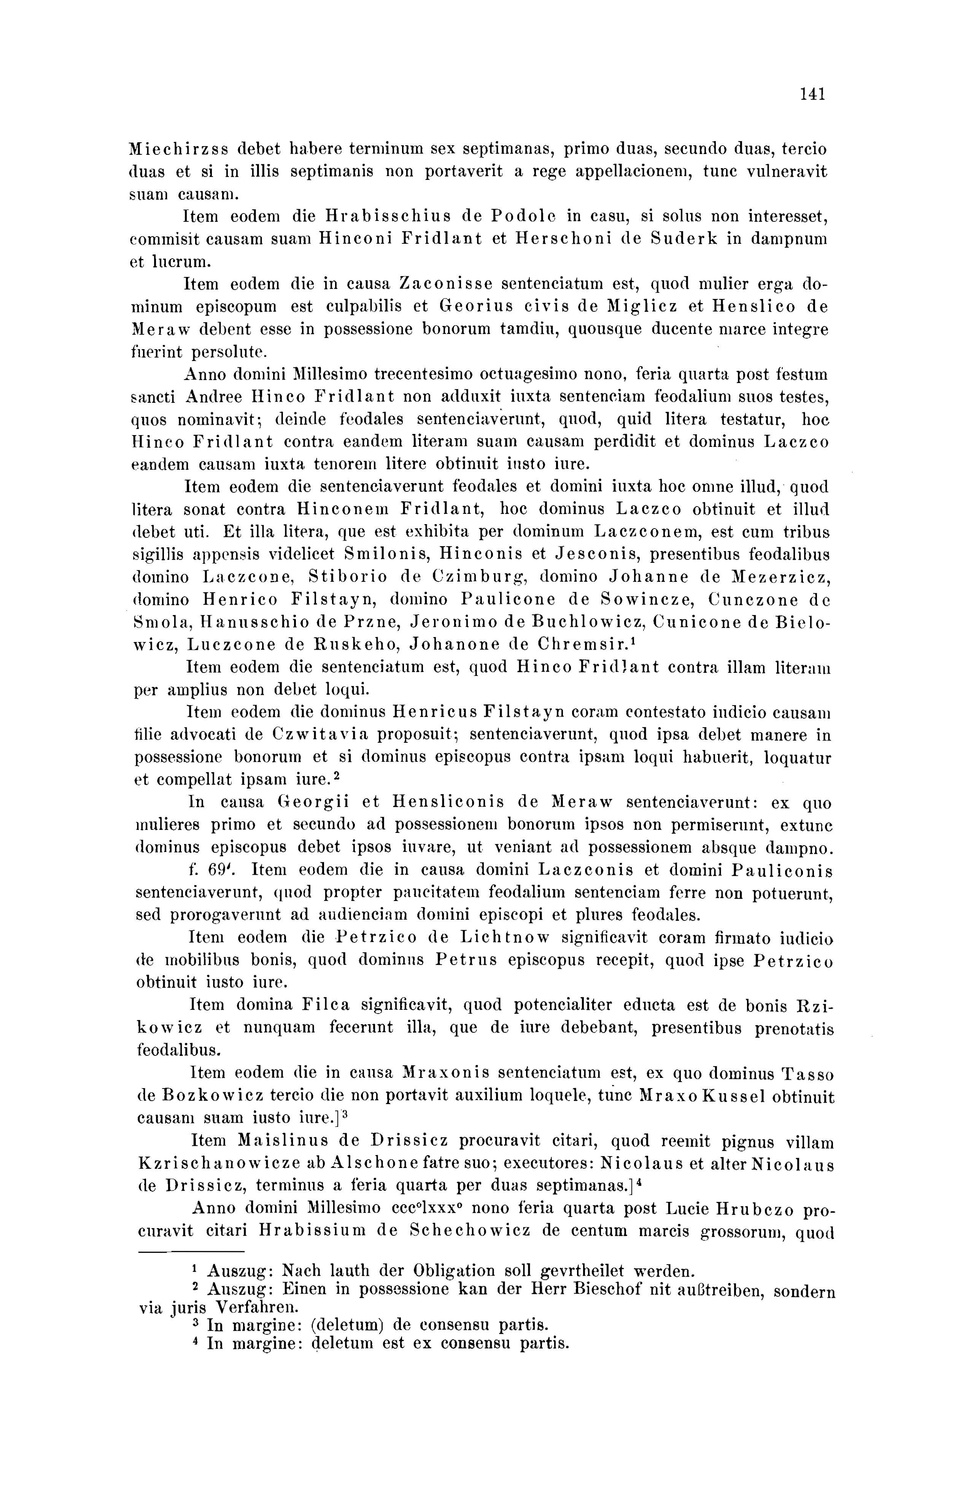 141
Miechirzss debet habere terminum sex septimanas, primo duas, secundo duas, tercio
duas et si in illis septimanis non portaverit a rege appellacionem, tunc vulneravit
suam causam.
Item eodem die Hrabisschius de Podole in casu, si solus non interesset,
commisit causam suam Hinconi Fridlant et Herschoni de Suderk in dampnum
et lucrum.
Item eodem die in causa Zaconisse sentenciatum est, quod mulier erga do-
minum episcopum est culpabilis et Georius civis de Miglicz et Henslico de
Meraw debent esse in possessione bonorum tamdiu, quousque ducente marce integre
fuerint persolute.
Anno domini Millesimo trecentesimo octuagesimo nono, feria quarta post festum
sancti Andree Hinco Fridlant non adduxit iuxta sentenciam feodalium suos testes,
quos nominavit; deinde feodales sentenciaverunt, quod, quid litera testatur, hoc
Hinco Fridlant contra eandem literam suam causam perdidit et dominus Laczco
eandem causam iuxta tenorem litere obtinuit iusto iure.
Item eodem die sentenciaverunt feodales et domini iuxta hoc omne illud, quod
litera sonat contra Hinconem Fridlant, hoc dominus Laczco obtinuit et illud
debet uti. Et illa litera, que est exhibita per dominum Laczconem, est cum tribus
sigillis appensis videlicet Smilonis, Hinconis et Jesconis, presentibus feodalibus
domino Laczcone, Stiborio de Czimburg, domino Johanne de Mezerzicz,
domino Henrico Filstayn, domino Paulicone de Sowincze, Cunczone de
Smola, Hanusschio de Przne, Jeronimo de Buchlowicz, Cunicone de Bielo-
wicz, Luczcone de Ruskeho, Johanone de Chremsir.¹
Item eodem die sentenciatum est, quod Hinco Fridlant contra illam literam
per amplius non debet loqui.
Item eodem die dominus Henricus Filstayn coram contestato iudicio causam
filie advocati de Czwitavia proposuit; sentenciaverunt, quod ipsa debet manere in
possessione bonorum et si dominus episcopus contra ipsam loqui habuerit, loquatur
et compellat ipsam iure.²
In causa Georgii et Hensliconis de Meraw sentenciaverunt: ex quo
mulieres primo et secundo ad possessionem bonorum ipsos non permiserunt, extunc
dominus episcopus debet ipsos iuvare, ut veniant ad possessionem absque dampno.
f. 69′. Item eodem die in causa domini Laczconis et domini Pauliconis
sentenciaverunt, quod propter paucitatem feodalium sentenciam ferre non potuerunt,
sed prorogaverunt ad audienciam domini episcopi et plures feodales.
Item eodem die Petrzico de Lichtnow significavit coram firmato iudicio
de mobilibus bonis, quod dominus Petrus episcopus recepit, quod ipse Petrzico
obtinuit iusto iure.
Item domina Filca significavit, quod potencialiter educta est de bonis Rzi-
kowicz et nunquam fecerunt illa, que de iure debebant, presentibus prenotatis
feodalibus.
Item eodem die in causa Mraxonis sentenciatum est, ex quo dominus Tasso
de Bozkowicz tercio die non portavit auxilium loquele, tunc Mraxo Kussel obtinuit
causam suam iusto iure.]³
Item Maislinus de Drissicz procuravit citari, quod reemit pignus villam
Kzrischanowicze ab Alschone fatre suo; executores: Nicolaus et alter Nicolaus
de Drissicz, terminus a feria quarta per duas septimanas.]⁴
Anno domini Millesimo ccc°lxxx° nono feria quarta post Lucie Hrubczo pro-
curavit citari Hrabissium de Schechowicz de centum marcis grossorum, quod
¹ Auszug: Nach lauth der Obligation soll gevrtheilet werden.
² Auszug: Einen in possessione kan der Herr Bieschof nit außtreiben, sondern
via juris Verfahren.
³ In margine: (deletum) de consensu partis.
⁴ In margine: deletum est ex consensu partis.